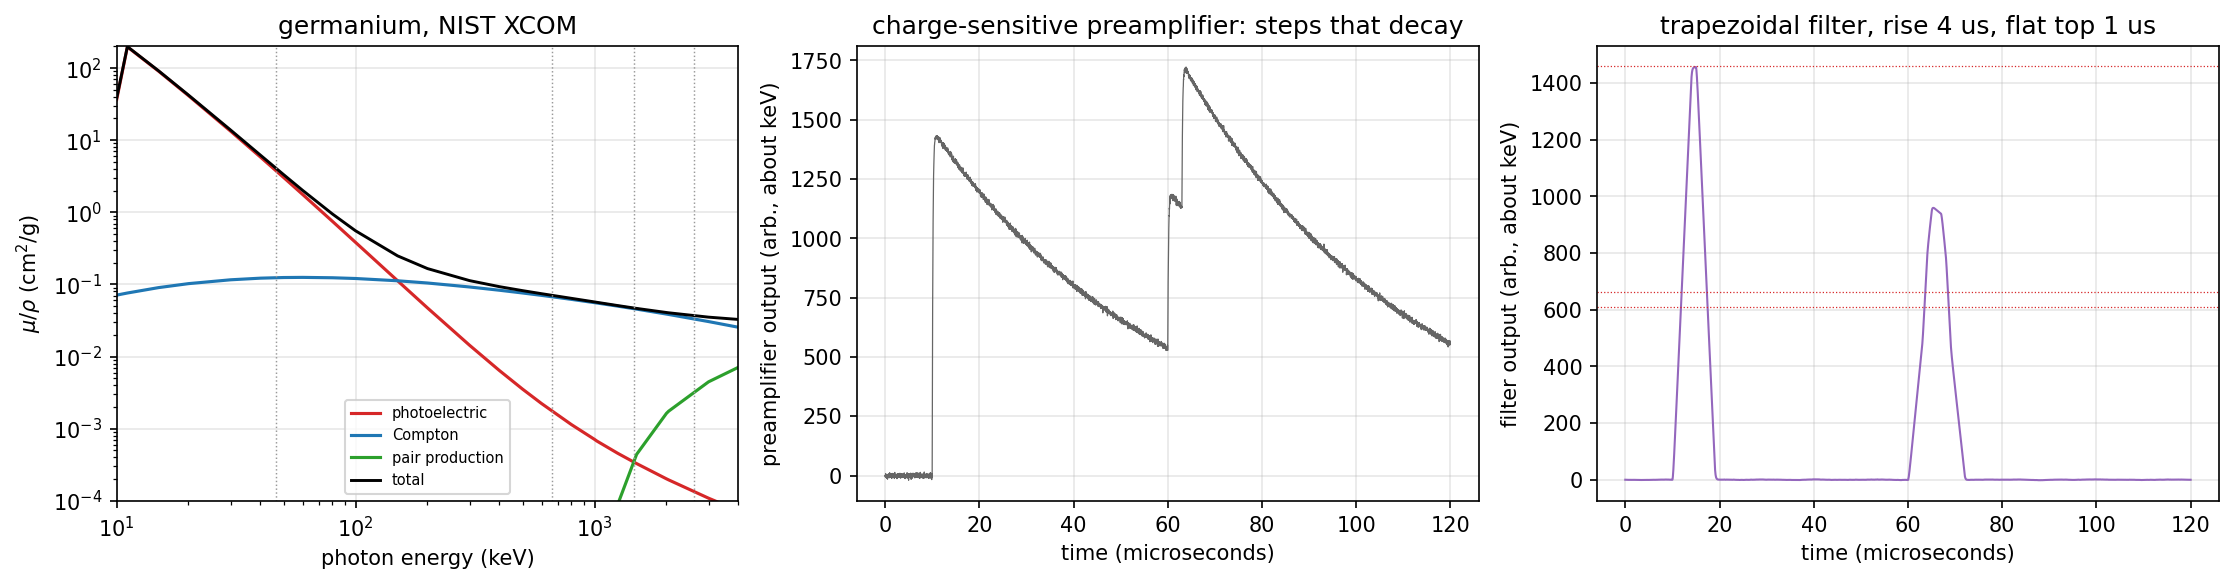 germanium, NIST XCOM
μ/ρ (cm²/g)
10²
10¹
10⁰
10⁻¹
10⁻²
10⁻³
10⁻⁴
photoelectric
Compton
pair production
total
10¹ 10² 10³
photon energy (keV)
charge-sensitive preamplifier: steps that decay
preamplifier output (arb., about keV)
1750
1500
1250
1000
750
500
250
0
0 20 40 60 80 100 120
time (microseconds)
trapezoidal filter, rise 4 us, flat top 1 us
filter output (arb., about keV)
1400
1200
1000
800
600
400
200
0
0 20 40 60 80 100 120
time (microseconds)